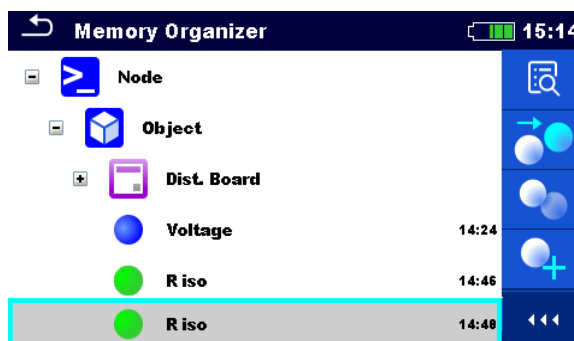 Memory Organizer 15:14
Node
Object
Dist. Board
Voltage 14:24
R iso 14:46
R iso 14:48